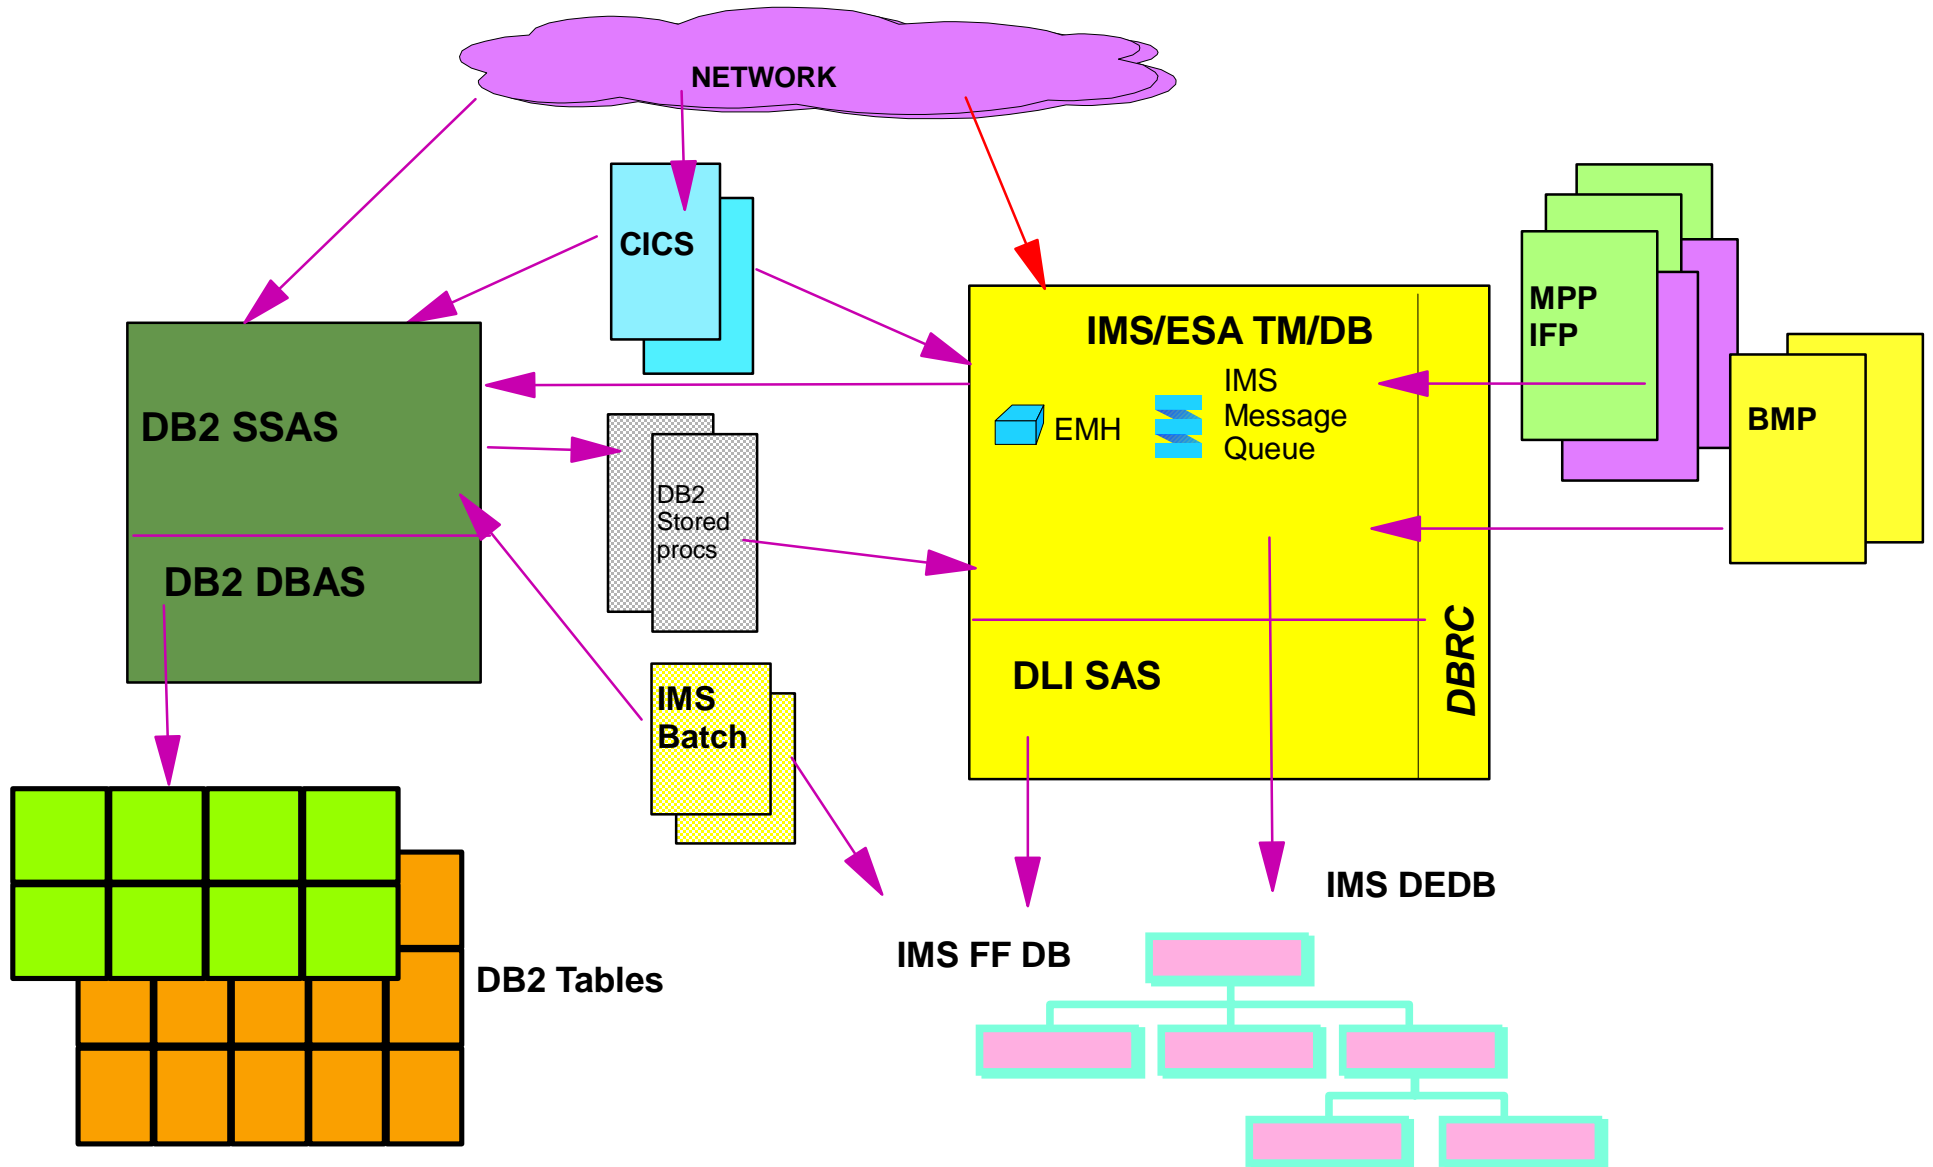 NETWORK
CICS
IMS/ESA TM/DB
MPP
IFP
IMS
Message
Queue
EMH
BMP
DB2 SSAS
DB2
Stored
procs
DB2 DBAS
DBRC
DLI SAS
IMS
Batch
IMS DEDB
IMS FF DB
DB2 Tables